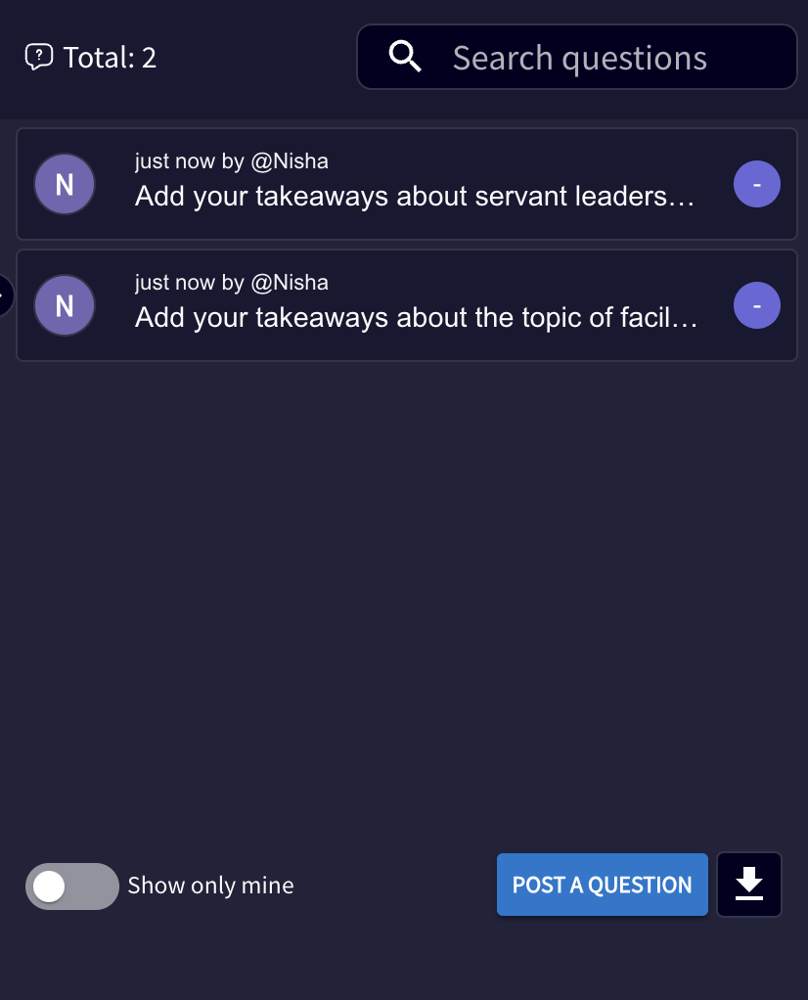 Total: 2
Search questions
N
just now by @Nisha
Add your takeaways about servant leaders…
-
N
just now by @Nisha
Add your takeaways about the topic of facil…
-
Show only mine
POST A QUESTION